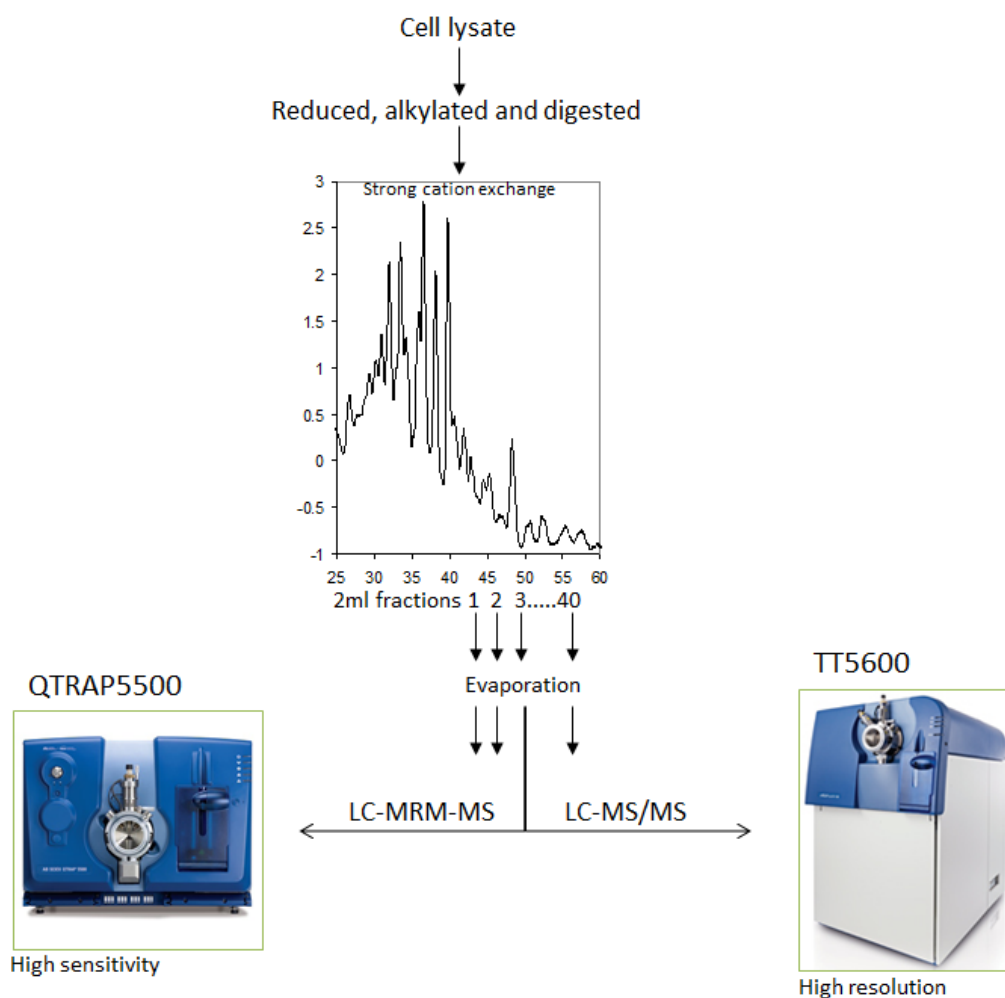 Cell lysate
Reduced, alkylated and digested
Strong cation exchange
3
2.5
2
1.5
1
0.5
0
-0.5
-1
25 30 35 40 45 50 55 60
2ml fractions 1 2 3.....40
Evaporation
QTRAP5500
TT5600
LC-MRM-MS
LC-MS/MS
High sensitivity
High resolution